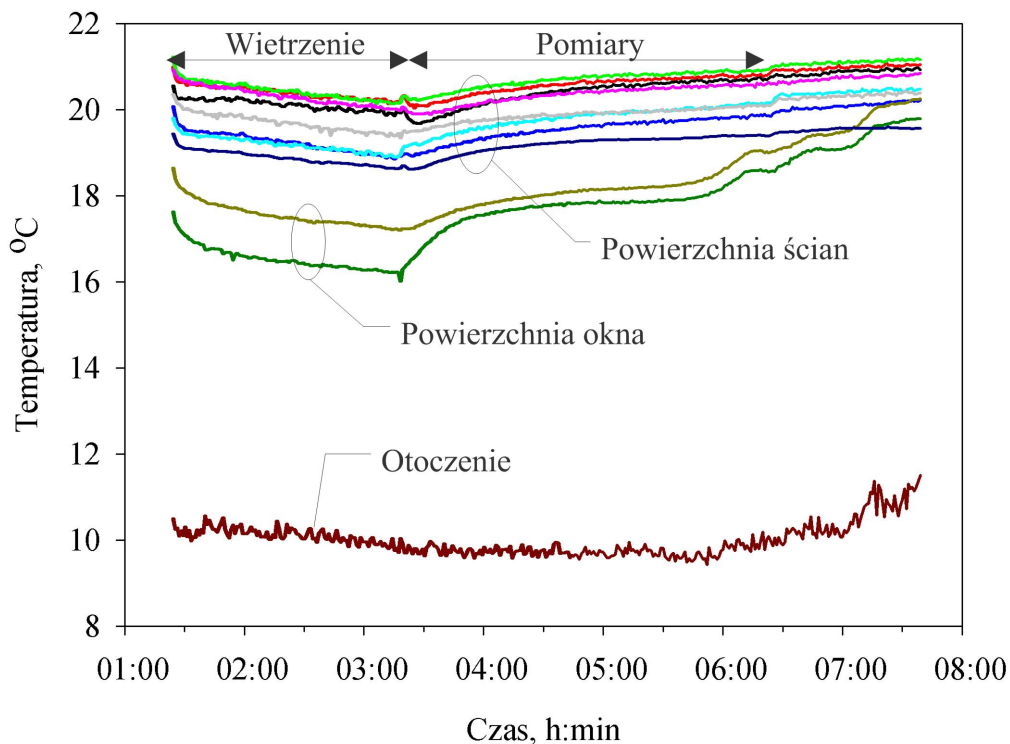 22
20
18
16
14
12
10
8
Temperatura, °C
Wietrzenie
Pomiary
Powierzchnia ścian
Powierzchnia okna
Otoczenie
01:00 02:00 03:00 04:00 05:00 06:00 07:00 08:00
Czas, h:min